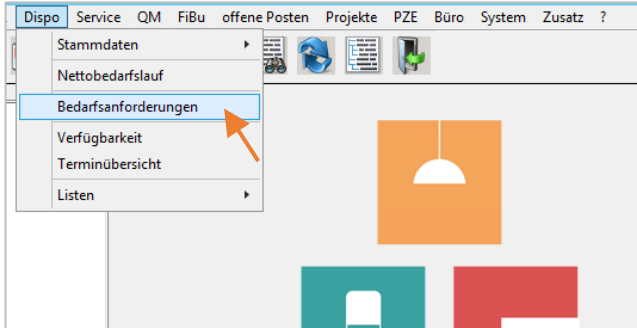 Dispo Service QM FiBu offene Posten Projekte PZE Büro System Zusatz ?
Stammdaten
Nettobedarfslauf
Bedarfsanforderungen
Verfügbarkeit
Terminübersicht
Listen